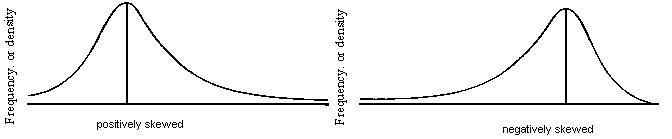 Frequency. or density
positively skewed
Frequency. or density
negatively skewed